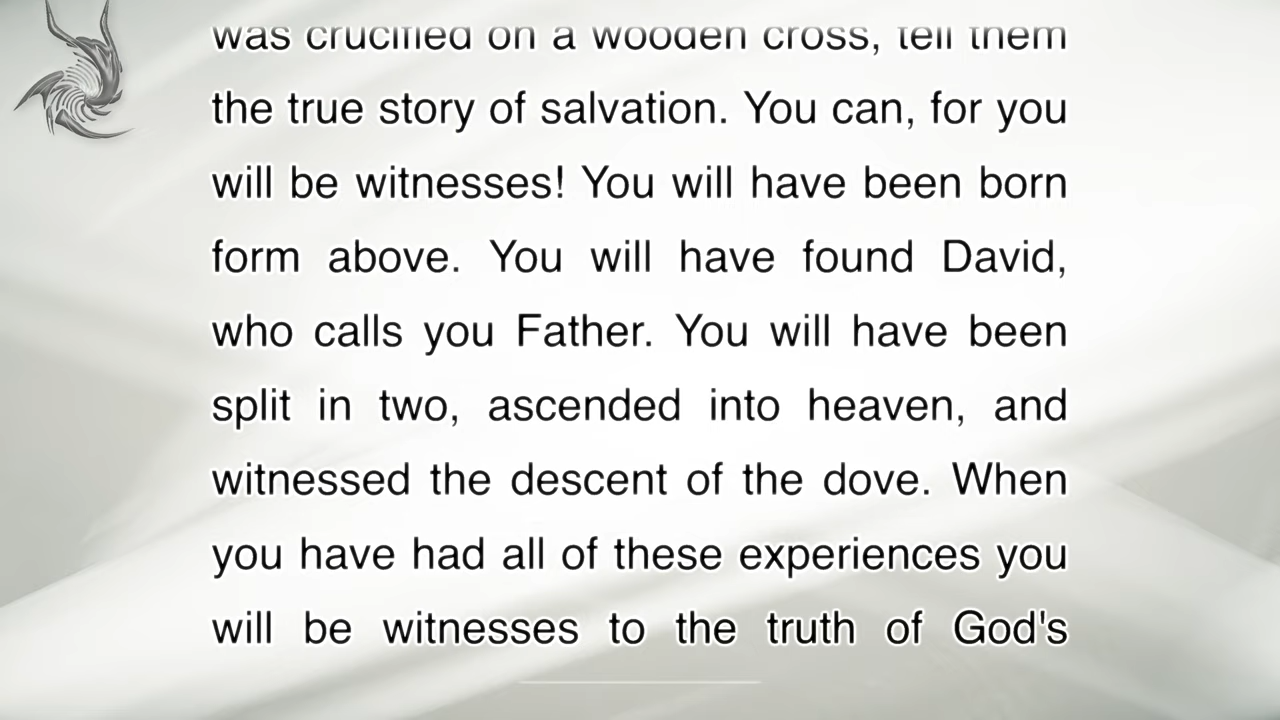 was crucified on a wooden cross, tell them
the true story of salvation. You can, for you
will be witnesses! You will have been born
form above. You will have found David,
who calls you Father. You will have been
split in two, ascended into heaven, and
witnessed the descent of the dove. When
you have had all of these experiences you
will be witnesses to the truth of God's